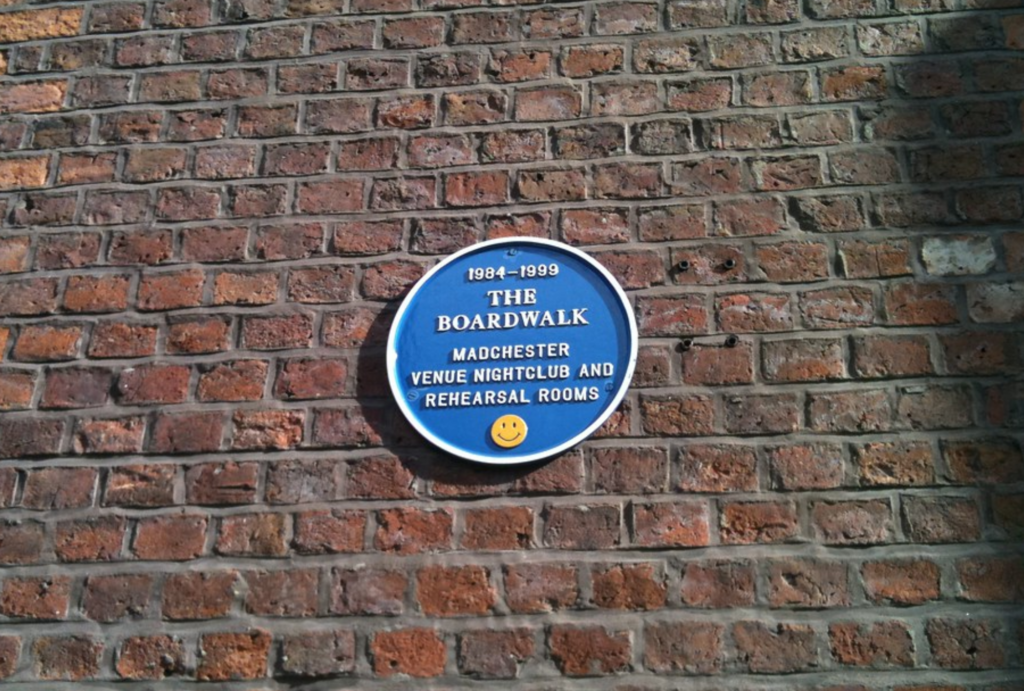 1984-1999
THE
BOARDWALK
MADCHESTER
VENUE NIGHTCLUB AND
REHEARSAL ROOMS